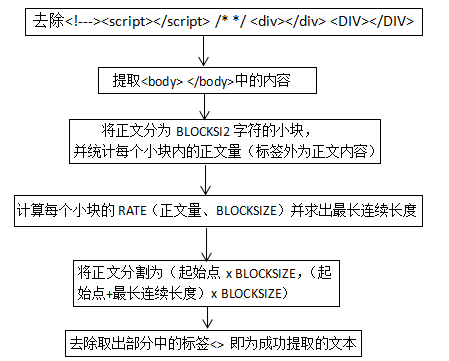 去除<!---><script></script> /* */ <div></div> <DIV></DIV>
提取<body> </body>中的内容
将正文分为 BLOCKSI2 字符的小块，
并统计每个小块内的正文量（标签外为正文内容）
计算每个小块的 RATE（正文量、BLOCKSIZE）并求出最长连续长度
将正文分割为（起始点 x BLOCKSIZE,（起
始点+最长连续长度）x BLOCKSIZE）
去除取出部分中的标签<> 即为成功提取的文本